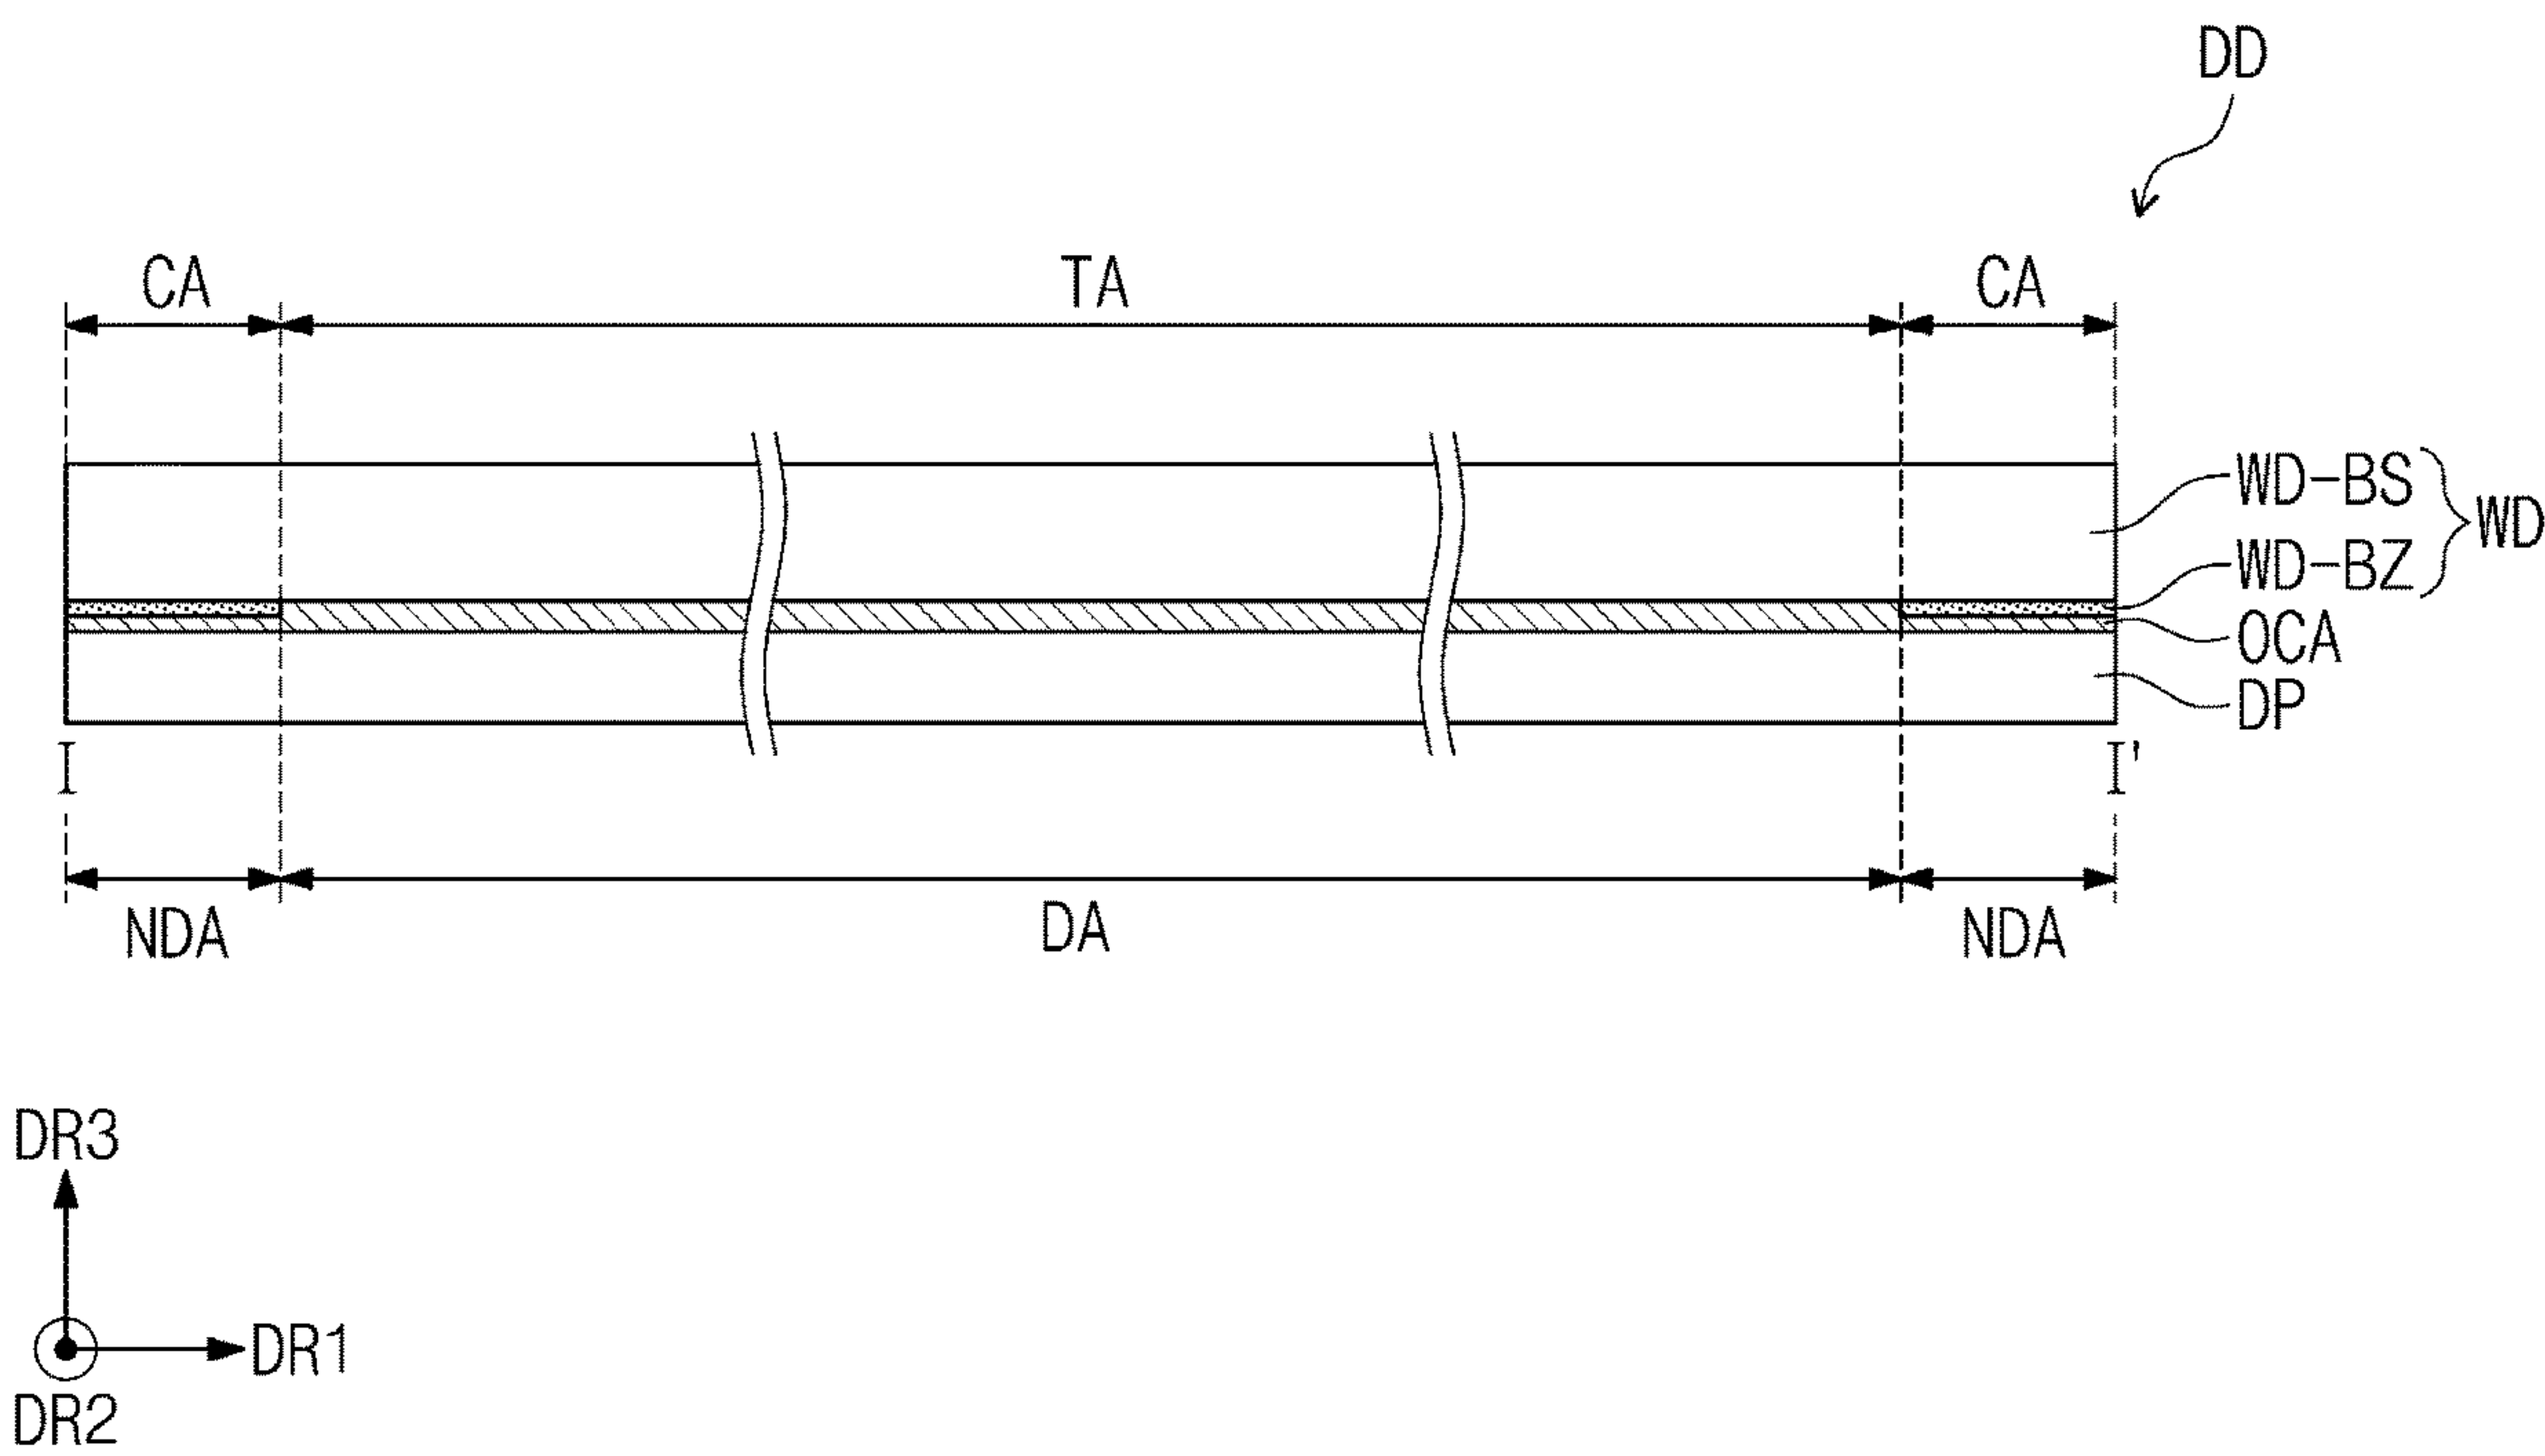 DD
CA TA CA
WD-BS
WD
WD-BZ
OCA
DP
I I'
NDA DA NDA
DR3
DR1
DR2